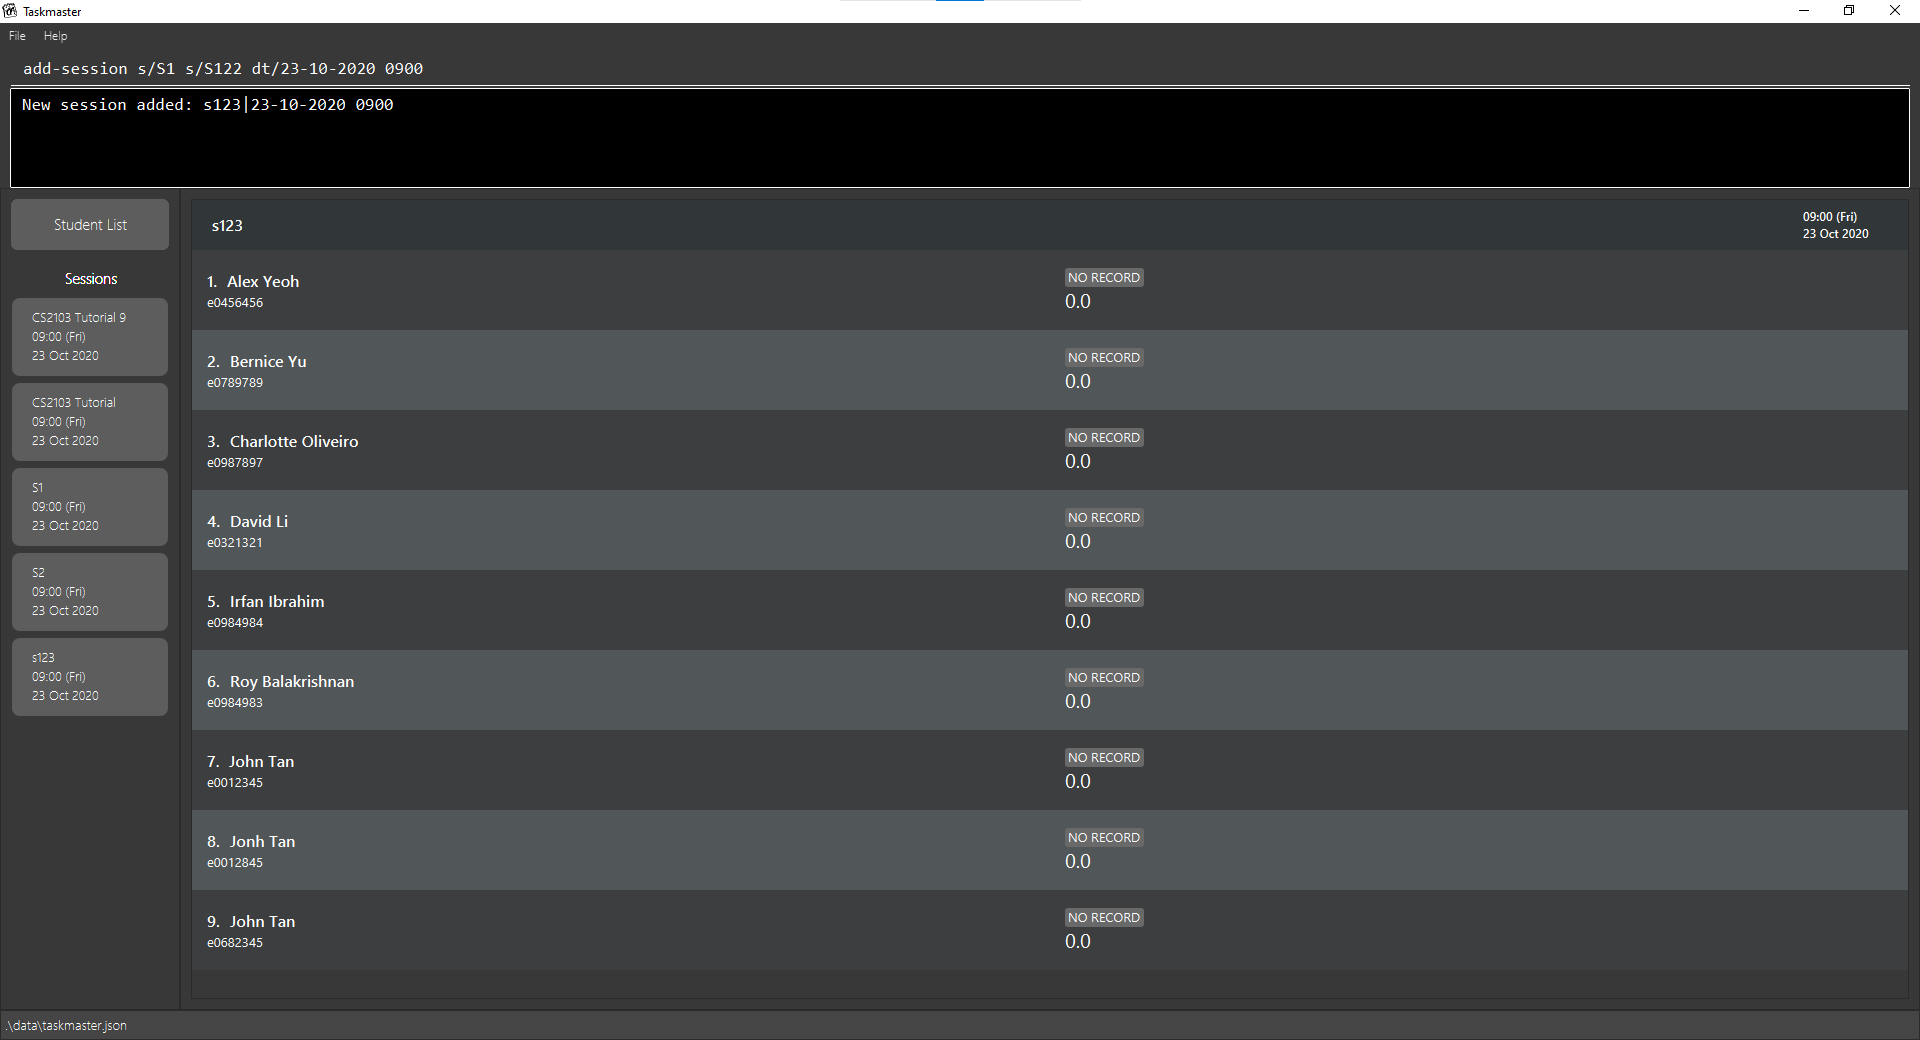 Taskmaster
File Help
add-session s/S1 s/S122 dt/23-10-2020 0900
New session added: s123|23-10-2020 0900
Student List
Sessions
CS2103 Tutorial 9
09:00 (Fri)
23 Oct 2020
CS2103 Tutorial
09:00 (Fri)
23 Oct 2020
S1
09:00 (Fri)
23 Oct 2020
S2
09:00 (Fri)
23 Oct 2020
s123
09:00 (Fri)
23 Oct 2020
s123
09:00 (Fri)
23 Oct 2020
1. Alex Yeoh
e0456456
NO RECORD
0.0
2. Bernice Yu
e0789789
NO RECORD
0.0
3. Charlotte Oliveiro
e0987897
NO RECORD
0.0
4. David Li
e0321321
NO RECORD
0.0
5. Irfan Ibrahim
e0984984
NO RECORD
0.0
6. Roy Balakrishnan
e0984983
NO RECORD
0.0
7. John Tan
e0012345
NO RECORD
0.0
8. Jonh Tan
e0012845
NO RECORD
0.0
9. John Tan
e0682345
NO RECORD
0.0
.\data\taskmaster.json